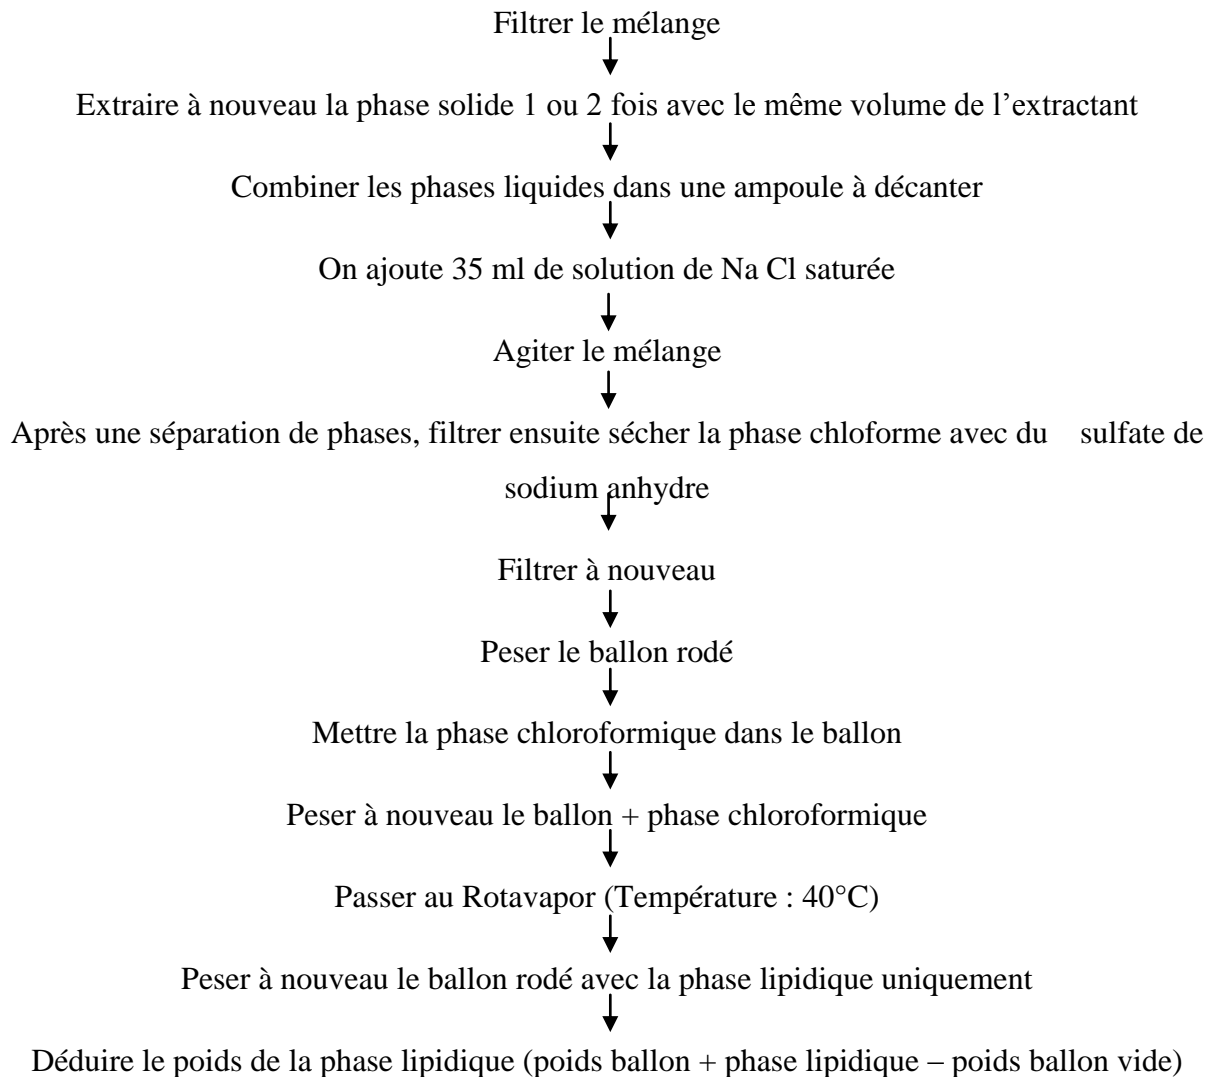 Filtrer le mélange
Extraire à nouveau la phase solide 1 ou 2 fois avec le même volume de l’extractant
Combiner les phases liquides dans une ampoule à décanter
On ajoute 35 ml de solution de Na Cl saturée
Agiter le mélange
Après une séparation de phases, filtrer ensuite sécher la phase chloforme avec du sulfate de
sodium anhydre
Filtrer à nouveau
Peser le ballon rodé
Mettre la phase chloroformique dans le ballon
Peser à nouveau le ballon + phase chloroformique
Passer au Rotavapor (Température : 40°C)
Peser à nouveau le ballon rodé avec la phase lipidique uniquement
Déduire le poids de la phase lipidique (poids ballon + phase lipidique – poids ballon vide)